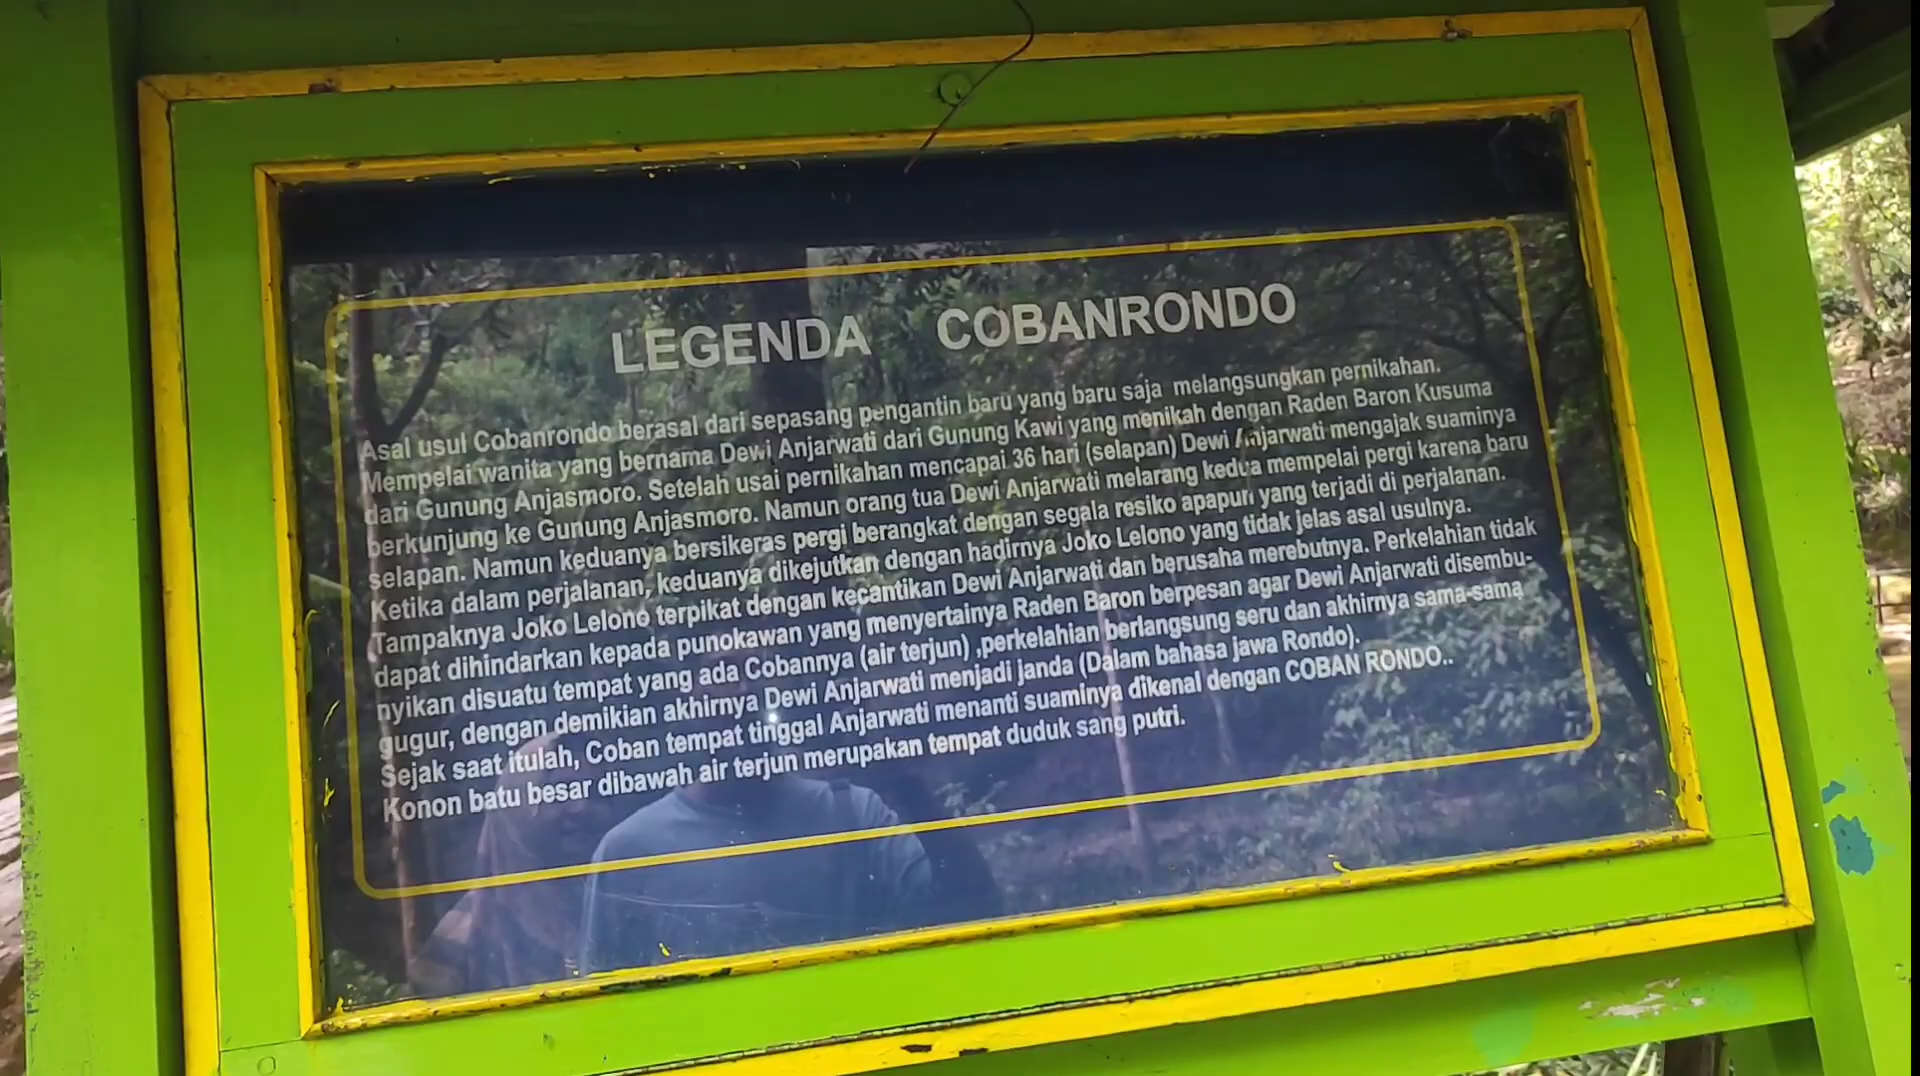 LEGENDA COBANRONDO
Asal usul Cobanrondo berasal dari sepasang pengantin baru yang baru saja melangsungkan pernikahan.
Mempelai wanita yang bernama Dewi Anjarwati dari Gunung Kawi yang menikah dengan Raden Baron Kusuma
dari Gunung Anjasmoro. Setelah usai pernikahan mencapai 36 hari (selapan) Dewi Anjarwati mengajak suaminya
berkunjung ke Gunung Anjasmoro. Namun orang tua Dewi Anjarwati melarang kedua mempelai pergi karena baru
selapan. Namun keduanya bersikeras pergi berangkat dengan segala resiko apapun yang terjadi di perjalanan.
Ketika dalam perjalanan, keduanya dikejutkan dengan hadirnya Joko Lelono yang tidak jelas asal usulnya.
Tampaknya Joko Lelono terpikat dengan kecantikan Dewi Anjarwati dan berusaha merebutnya. Perkelahian tidak
dapat dihindarkan kepada punokawan yang menyertainya Raden Baron berpesan agar Dewi Anjarwati disembu-
nyikan disuatu tempat yang ada Cobannya (air terjun) ,perkelahian berlangsung seru dan akhirnya sama-sama
gugur, dengan demikian akhirnya Dewi Anjarwati menjadi janda (Dalam bahasa jawa Rondo).
Sejak saat itulah, Coban tempat tinggal Anjarwati menanti suaminya dikenal dengan COBAN RONDO..
Konon batu besar dibawah air terjun merupakan tempat duduk sang putri.